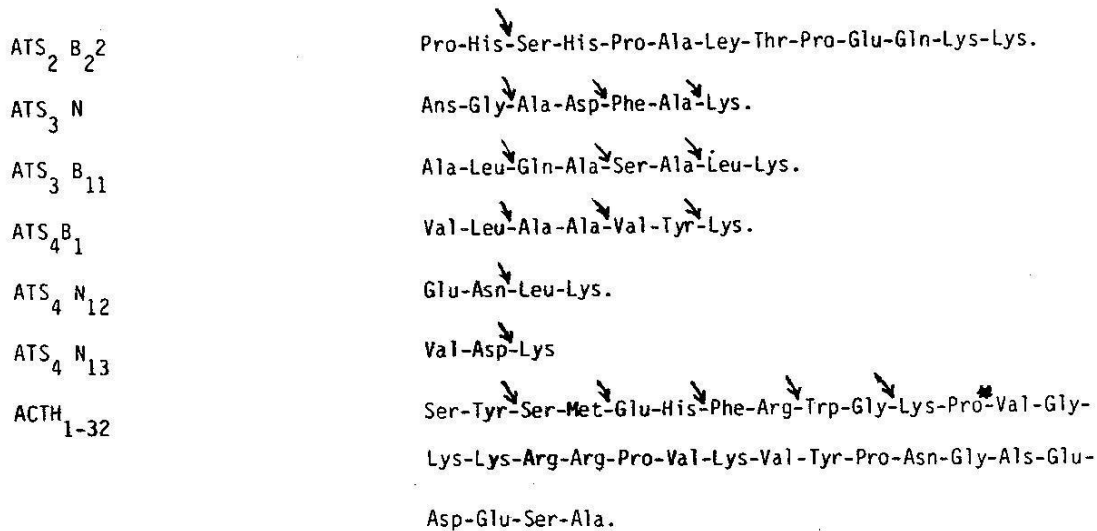 ATS2 B22 Pro-His-Ser-His-Pro-Ala-Ley-Thr-Pro-Glu-Gln-Lys-Lys.
ATS3 N Ans-Gly-Ala-Asp-Phe-Ala-Lys.
ATS3 B11 Ala-Leu-Gln-Ala-Ser-Ala-Leu-Lys.
ATS4B1 Val-Leu-Ala-Ala-Val-Tyr-Lys.
ATS4 N12 Glu-Asn-Leu-Lys.
ATS4 N13 Val-Asp-Lys
ACTH1-32 Ser-Tyr-Ser-Met-Glu-His-Phe-Arg-Trp-Gly-Lys-Pro-Val-Gly-
Lys-Lys-Arg-Arg-Pro-Val-Lys-Val-Tyr-Pro-Asn-Gly-Als-Glu-
Asp-Glu-Ser-Ala.